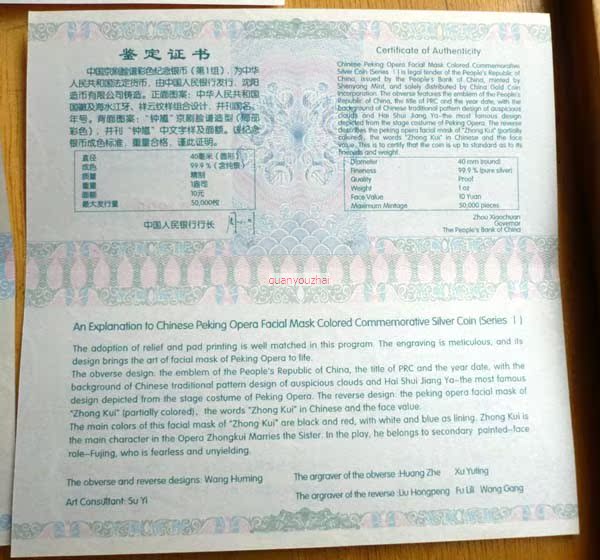 鉴定证书
中国京剧脸谱彩色纪念银币（第1组），为中华
人民共和国法定货币，由中国人民银行发行，沈阳
造币有限公司铸造。正面图案：中华人民共和国
国徽及海水江牙、祥云纹样组合设计，并刊国名、
年号。背面图案：“钟馗”京剧脸谱造型（局部
彩色），并刊“钟馗”中文字样及面额。该纪念
银币成色标准，重量合格，谨此证明。
直径 40毫米（圆形）
成色 99.9%（含纯银）
质量 精制
重量 1盎司
面额 10元
最大发行量 50,000枚
中国人民银行行长
Certificate of Authenticity
Chinese Peking Opera Facial Mask Colored Commemorative
Silver Coin (Series I) is legal tender of the People's Republic of
China, issued by the People's Bank of China, minted by
Shenyang Mint, and solely distributed by China Gold Coin
Incorporation. The obverse features the emblem of the People's
Republic of China, the title of PRC and the year date, with the
background of Chinese traditional pattern design of auspicious
clouds and Hai Shui Jiang Ya-the most famous design
depicted from the stage costume of Peking Opera. The reverse
describes the peking opera facial mask of "Zhong Kui" (partially
colored), the words "Zhong Kui" in Chinese and the face
value. This is to certify that the coin is up to standard as to its
fineness and weight.
Diameter 40 mm (round)
Fineness 99.9 % (pure silver)
Quality Proof
Weight 1 oz
Face Value 10 Yuan
Maximum Mintage 50,000 pieces
Zhou Xiaochuan
Governor
The People's Bank of China
quanyouzhai
An Explanation to Chinese Peking Opera Facial Mask Colored Commemorative Silver Coin (Series I)
The adoption of relief and pad printing is well matched in this program. The engraving is meticulous, and its
design brings the art of facial mask of Peking Opera to life.
The obverse design: the emblem of the People's Republic of China, the title of PRC and the year date, with the
background of Chinese traditional pattern design of auspicious clouds and Hai Shui Jiang Ya-the most famous
design depicted from the stage costume of Peking Opera. The reverse design: the peking opera facial mask of
"Zhong Kui" (partially colored), the words "Zhong Kui" in Chinese and the face value.
The main colors of this facial mask of "Zhong Kui" are black and red, with white and blue as lining. Zhong Kui is
the main character in the Opera Zhongkui Marries the Sister. In the play, he belongs to secondary painted-face
role-Fujing, who is fearless and unyielding.
The obverse and reverse designs: Wang Huming
The argraver of the obverse :Huang Zhe Xu Yuting
Art Consultant: Su Yi
The argraver of the reverse :Liu Hongpeng Fu Lili Wang Gang